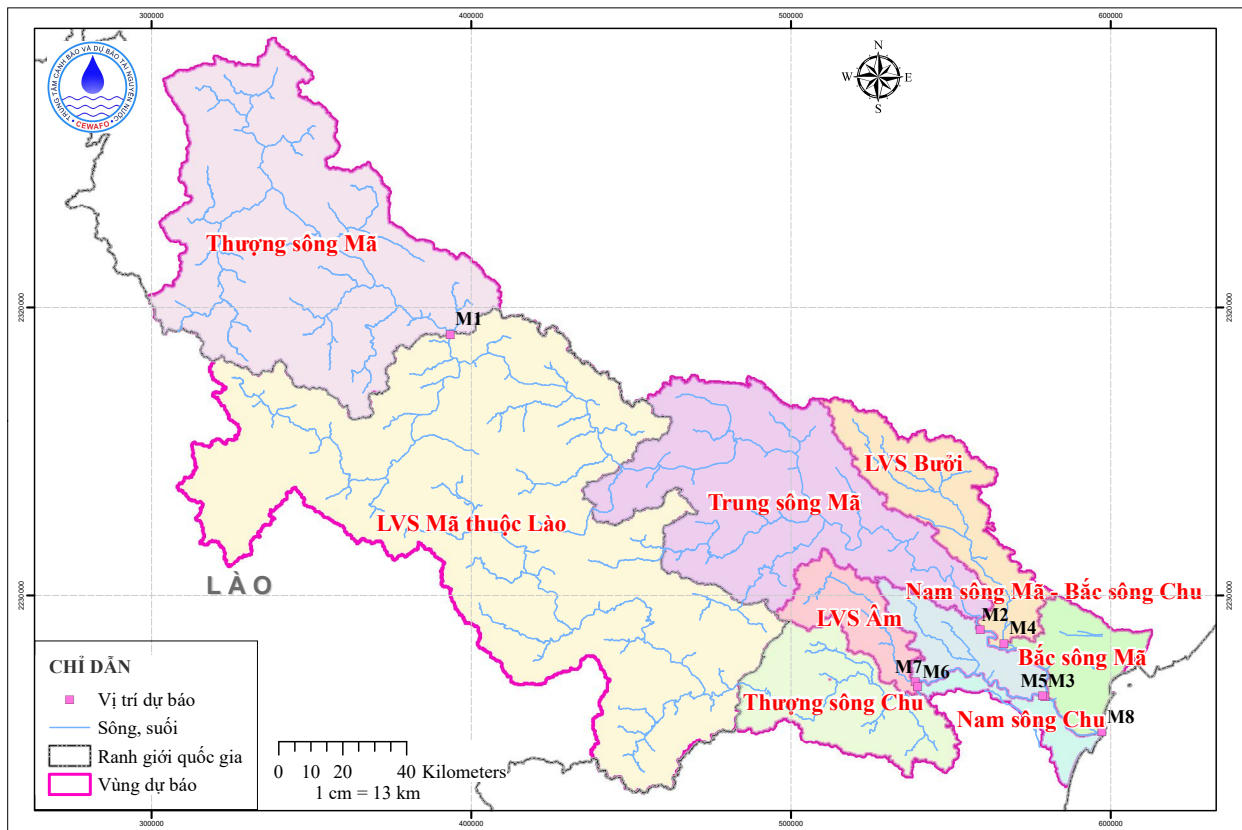 300000
400000
500000
600000
TRUNG TÂM CẢNH BÁO VÀ DỰ BÁO TÀI NGUYÊN NƯỚC
• CEWAFO •
N
W
E
S
Thượng sông Mã
2320000
2320000
M1
LVS Bưởi
Trung sông Mã
LVS Mã thuộc Lào
LÀO
2230000
2230000
Nam sông Mã - Bắc sông Chu
LVS Âm
M2
M4
Bắc sông Mã
M7
M6
M5
M3
Thượng sông Chu
Nam sông Chu
M8
CHỈ DẪN
Vị trí dự báo
Sông, suối
Ranh giới quốc gia
Vùng dự báo
0 10 20 40 Kilometers
1 cm = 13 km
300000
400000
500000
600000